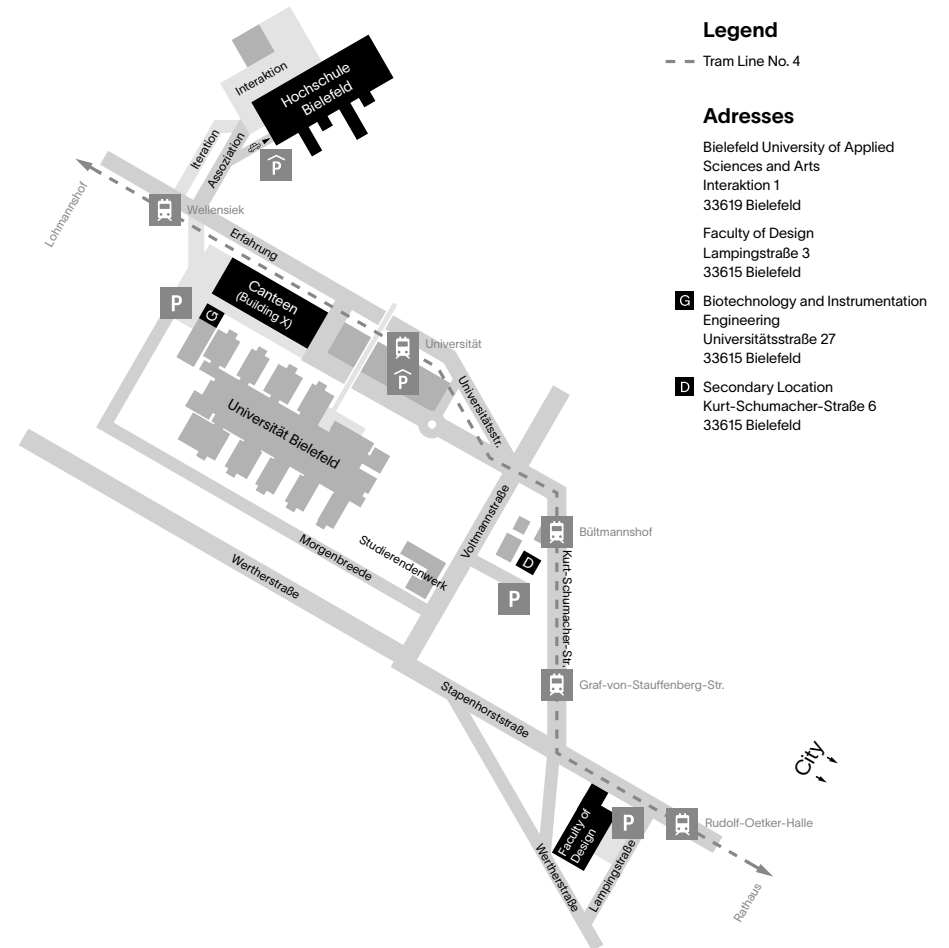 Legend
Tram Line No. 4
Adresses
Bielefeld University of Applied
Sciences and Arts
Interaktion 1
33619 Bielefeld
Faculty of Design
Lampingstraße 3
33615 Bielefeld
G Biotechnology and Instrumentation
Engineering
Universitätsstraße 27
33615 Bielefeld
D Secondary Location
Kurt-Schumacher-Straße 6
33615 Bielefeld
Interaktion
Hochschule
Bielefeld
Iteration
Assoziation
P
Lohmannshof
Wellensiek
Erfahrung
Canteen
(Building X)
P
G
Universität
P
Universitätsstr.
Universität Bielefeld
Voltmannstraße
Bültmannshof
Studierendenwerk
Morgenbreede
D
P
Wertherstraße
Kurt-Schumacher-Str.
Graf-von-Stauffenberg-Str.
Stapenhorststraße
City
Faculty of
Design
P
Rudolf-Oetker-Halle
Wertherstraße
Lampingstraße
Rathaus